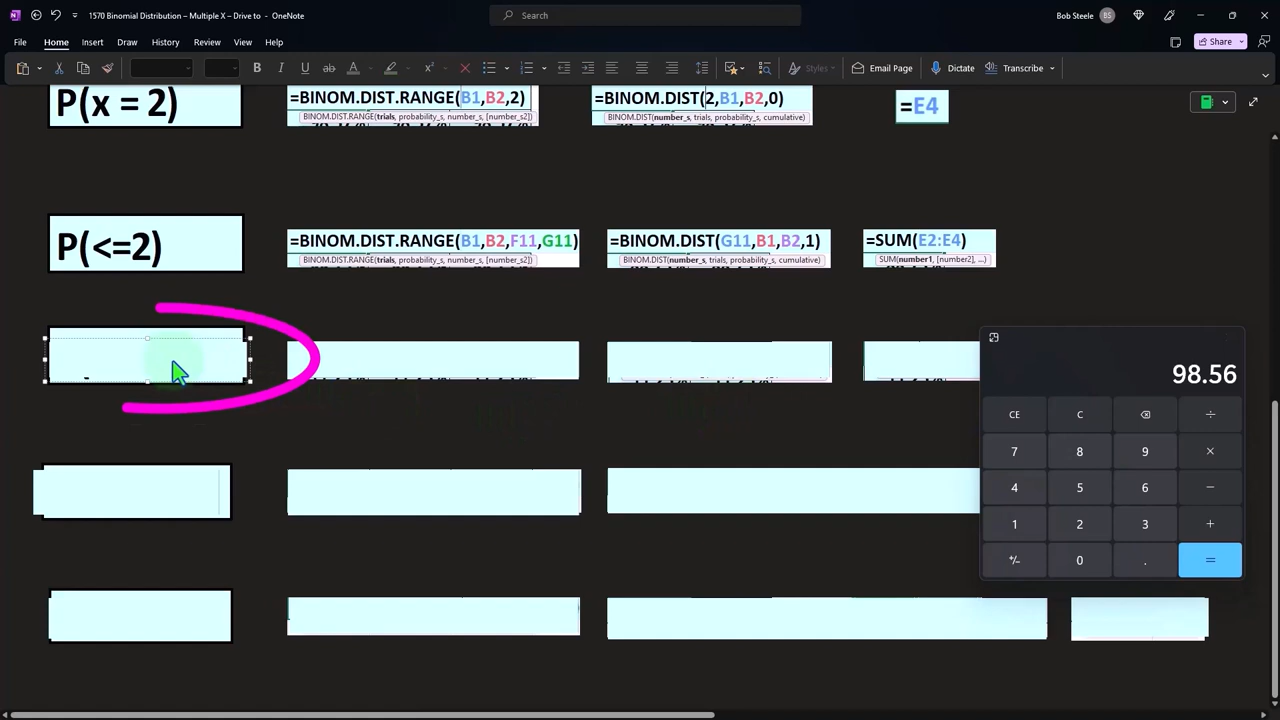 1570 Binomial Distribution – Multiple X – Drive to - OneNote
Search
Bob Steele
BS
File Home Insert Draw History Review View Help
Share
Styles
Email Page
Dictate
Transcribe
P(x = 2)
=BINOM.DIST.RANGE(B1,B2,2)
BINOM.DIST.RANGE(trials, probability_s, number_s, [number_s2])
=BINOM.DIST(2,B1,B2,0)
BINOM.DIST(number_s, trials, probability_s, cumulative)
=E4
P(<=2)
=BINOM.DIST.RANGE(B1,B2,F11,G11)
BINOM.DIST.RANGE(trials, probability_s, number_s, [number_s2])
=BINOM.DIST(G11,B1,B2,1)
BINOM.DIST(number_s, trials, probability_s, cumulative)
=SUM(E2:E4)
SUM(number1, [number2], ...)
98.56
CE C ⌫ ÷
7 8 9 ×
4 5 6 −
1 2 3 +
+/− 0 . =